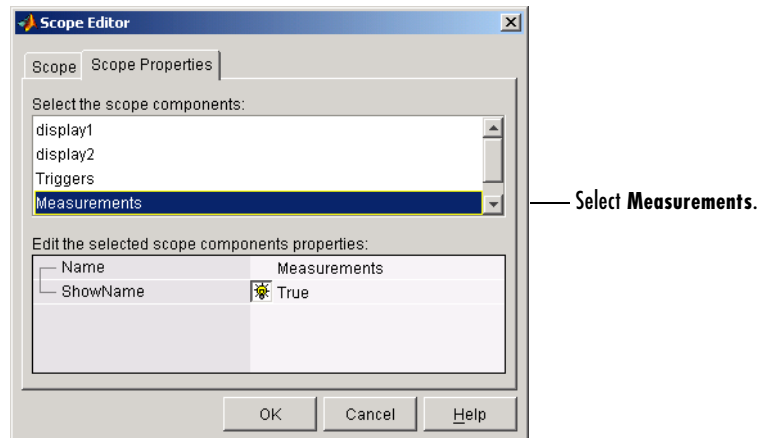 Scope Editor
Scope Scope Properties
Select the scope components:
display1
display2
Triggers
Measurements
Select Measurements.
Edit the selected scope components properties:
Name Measurements
ShowName True
OK Cancel Help